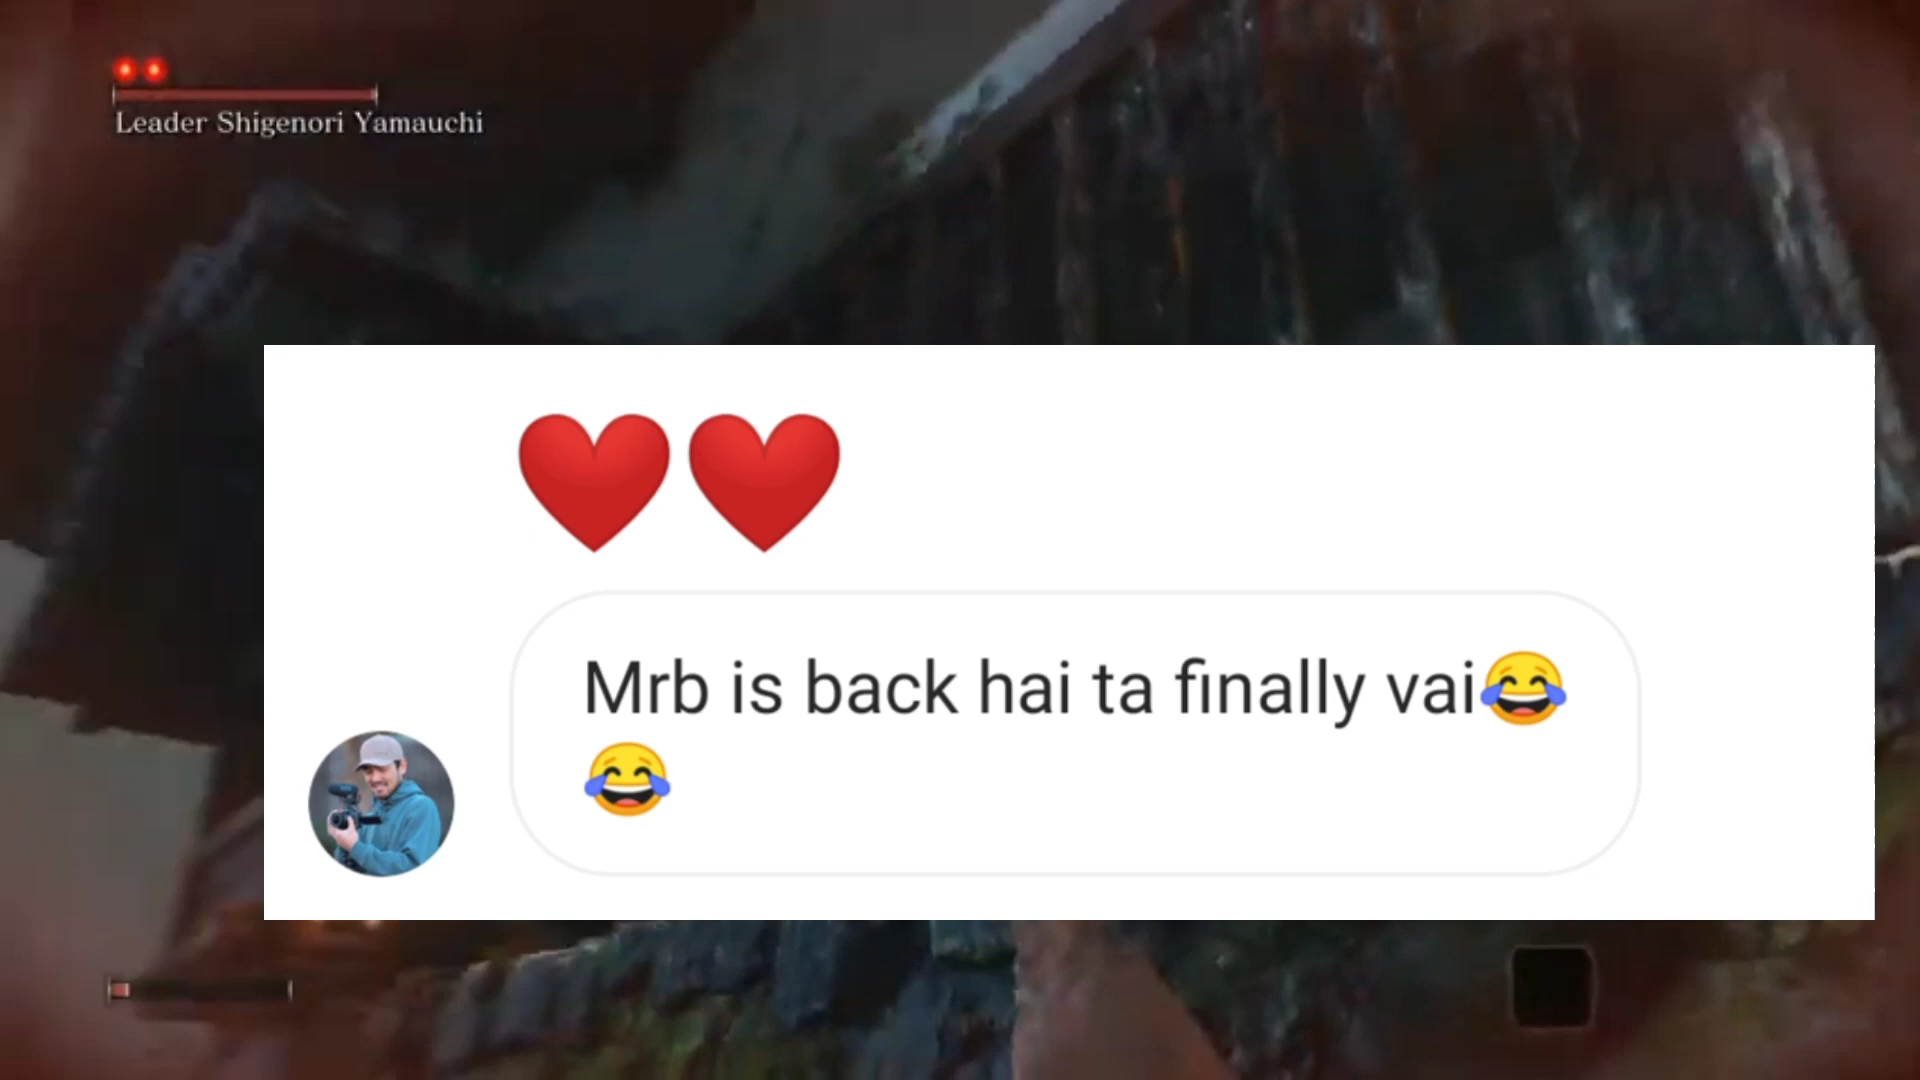 Leader Shigenori Yamauchi
❤️❤️
Mrb is back hai ta finally vai😂
😂